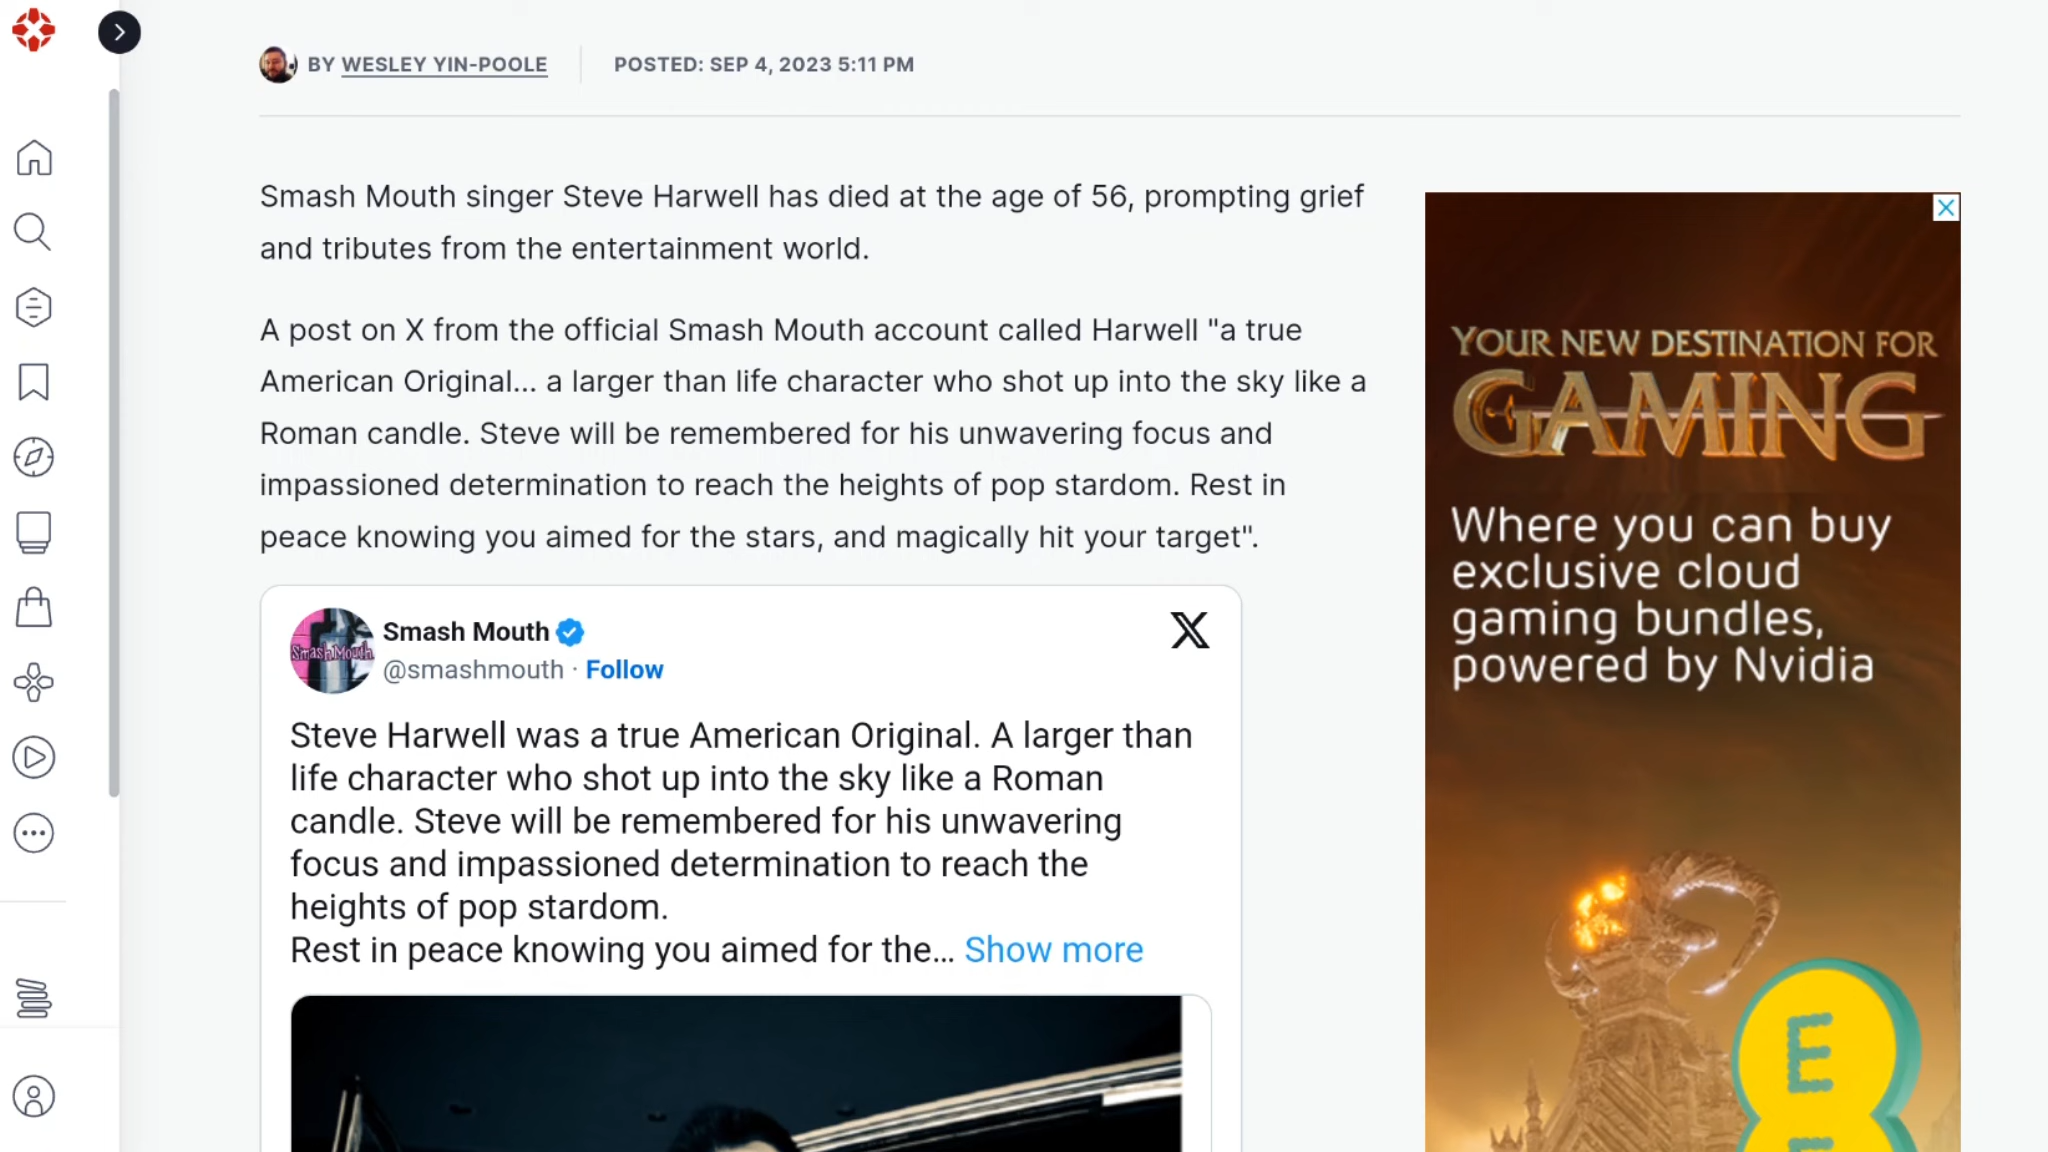 BY WESLEY YIN-POOLE
POSTED: SEP 4, 2023 5:11 PM
Smash Mouth singer Steve Harwell has died at the age of 56, prompting grief
and tributes from the entertainment world.
A post on X from the official Smash Mouth account called Harwell "a true
American Original... a larger than life character who shot up into the sky like a
Roman candle. Steve will be remembered for his unwavering focus and
impassioned determination to reach the heights of pop stardom. Rest in
peace knowing you aimed for the stars, and magically hit your target".
Smash Mouth
Smash Mouth
@smashmouth · Follow
Steve Harwell was a true American Original. A larger than
life character who shot up into the sky like a Roman
candle. Steve will be remembered for his unwavering
focus and impassioned determination to reach the
heights of pop stardom.
Rest in peace knowing you aimed for the... Show more
YOUR NEW DESTINATION FOR
GAMING
Where you can buy
exclusive cloud
gaming bundles,
powered by Nvidia
E
E